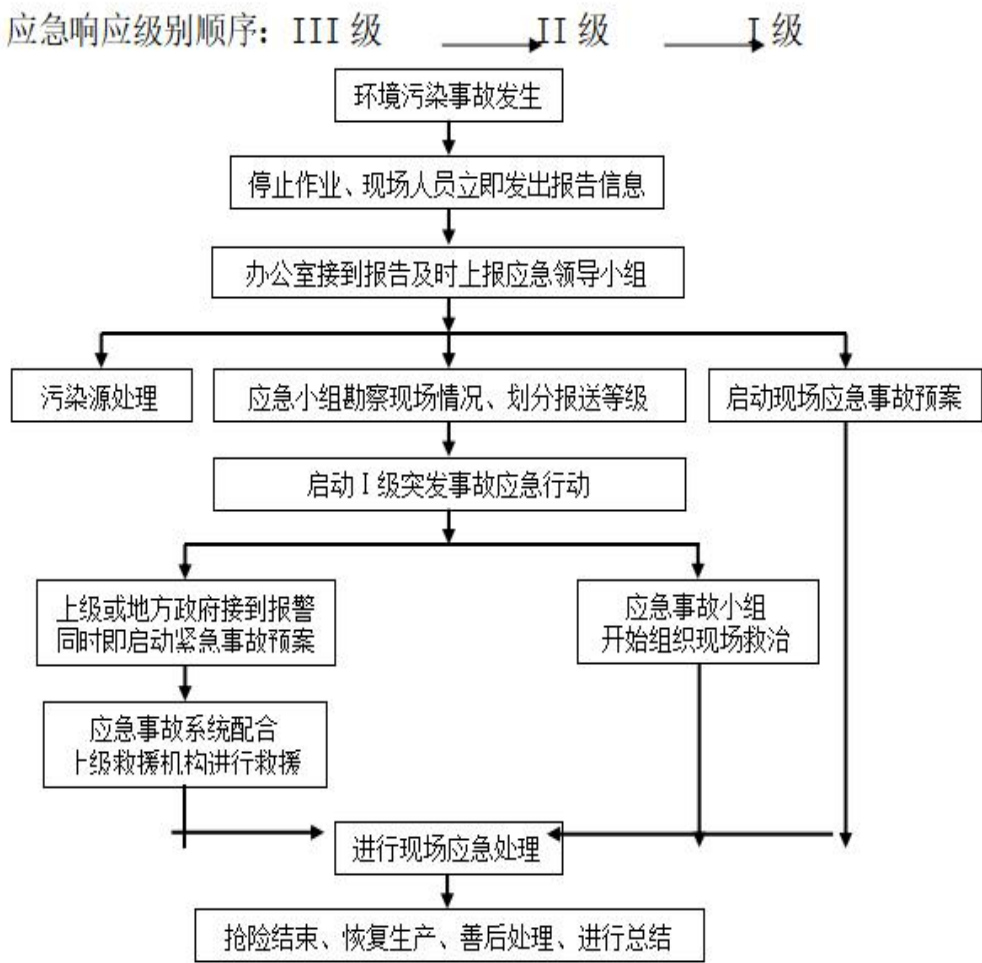 应急响应级别顺序：III 级 II 级 I 级
环境污染事故发生
停止作业、现场人员立即发出报告信息
办公室接到报告及时上报应急领导小组
污染源处理
应急小组勘察现场情况、划分报送等级
启动现场应急事故预案
启动 I 级突发事故应急行动
上级或地方政府接到报警
同时即启动紧急事故预案
应急事故小组
开始组织现场救治
应急事故系统配合
上级救援机构进行救援
进行现场应急处理
抢险结束、恢复生产、善后处理、进行总结